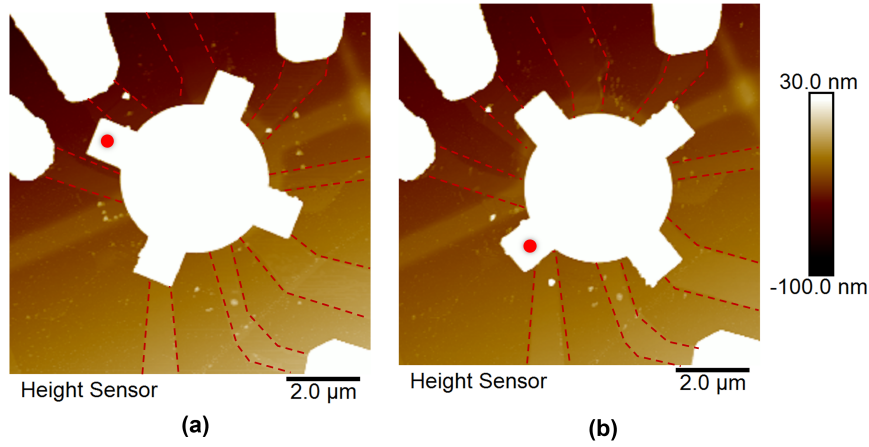 30.0 nm
-100.0 nm
Height Sensor
2.0 µm
Height Sensor
2.0 µm
(a)
(b)